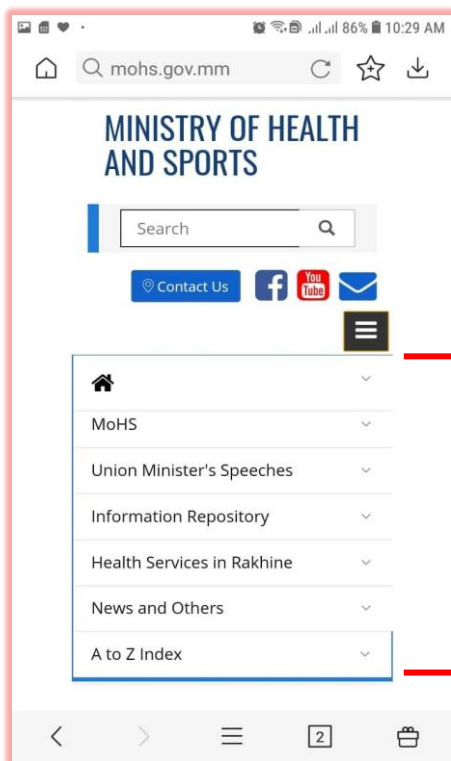 86% 10:29 AM
mohs.gov.mm
MINISTRY OF HEALTH
AND SPORTS
Search
Contact Us
You
Tube
MoHS
Union Minister's Speeches
Information Repository
Health Services in Rakhine
News and Others
A to Z Index
2